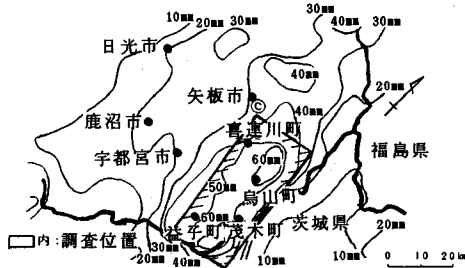 10mm
20mm
30mm
30mm
40mm
日光市
40mm
20mm
矢板市
©
40mm
鹿沼市
喜連川町
福島県
宇都宮市
60mm
50mm
烏山町
60mm
茨城県
益子町
茂木町
□内:調査位置
30mm
20mm
40mm
10mm
10mm
20mm
0 10 20km